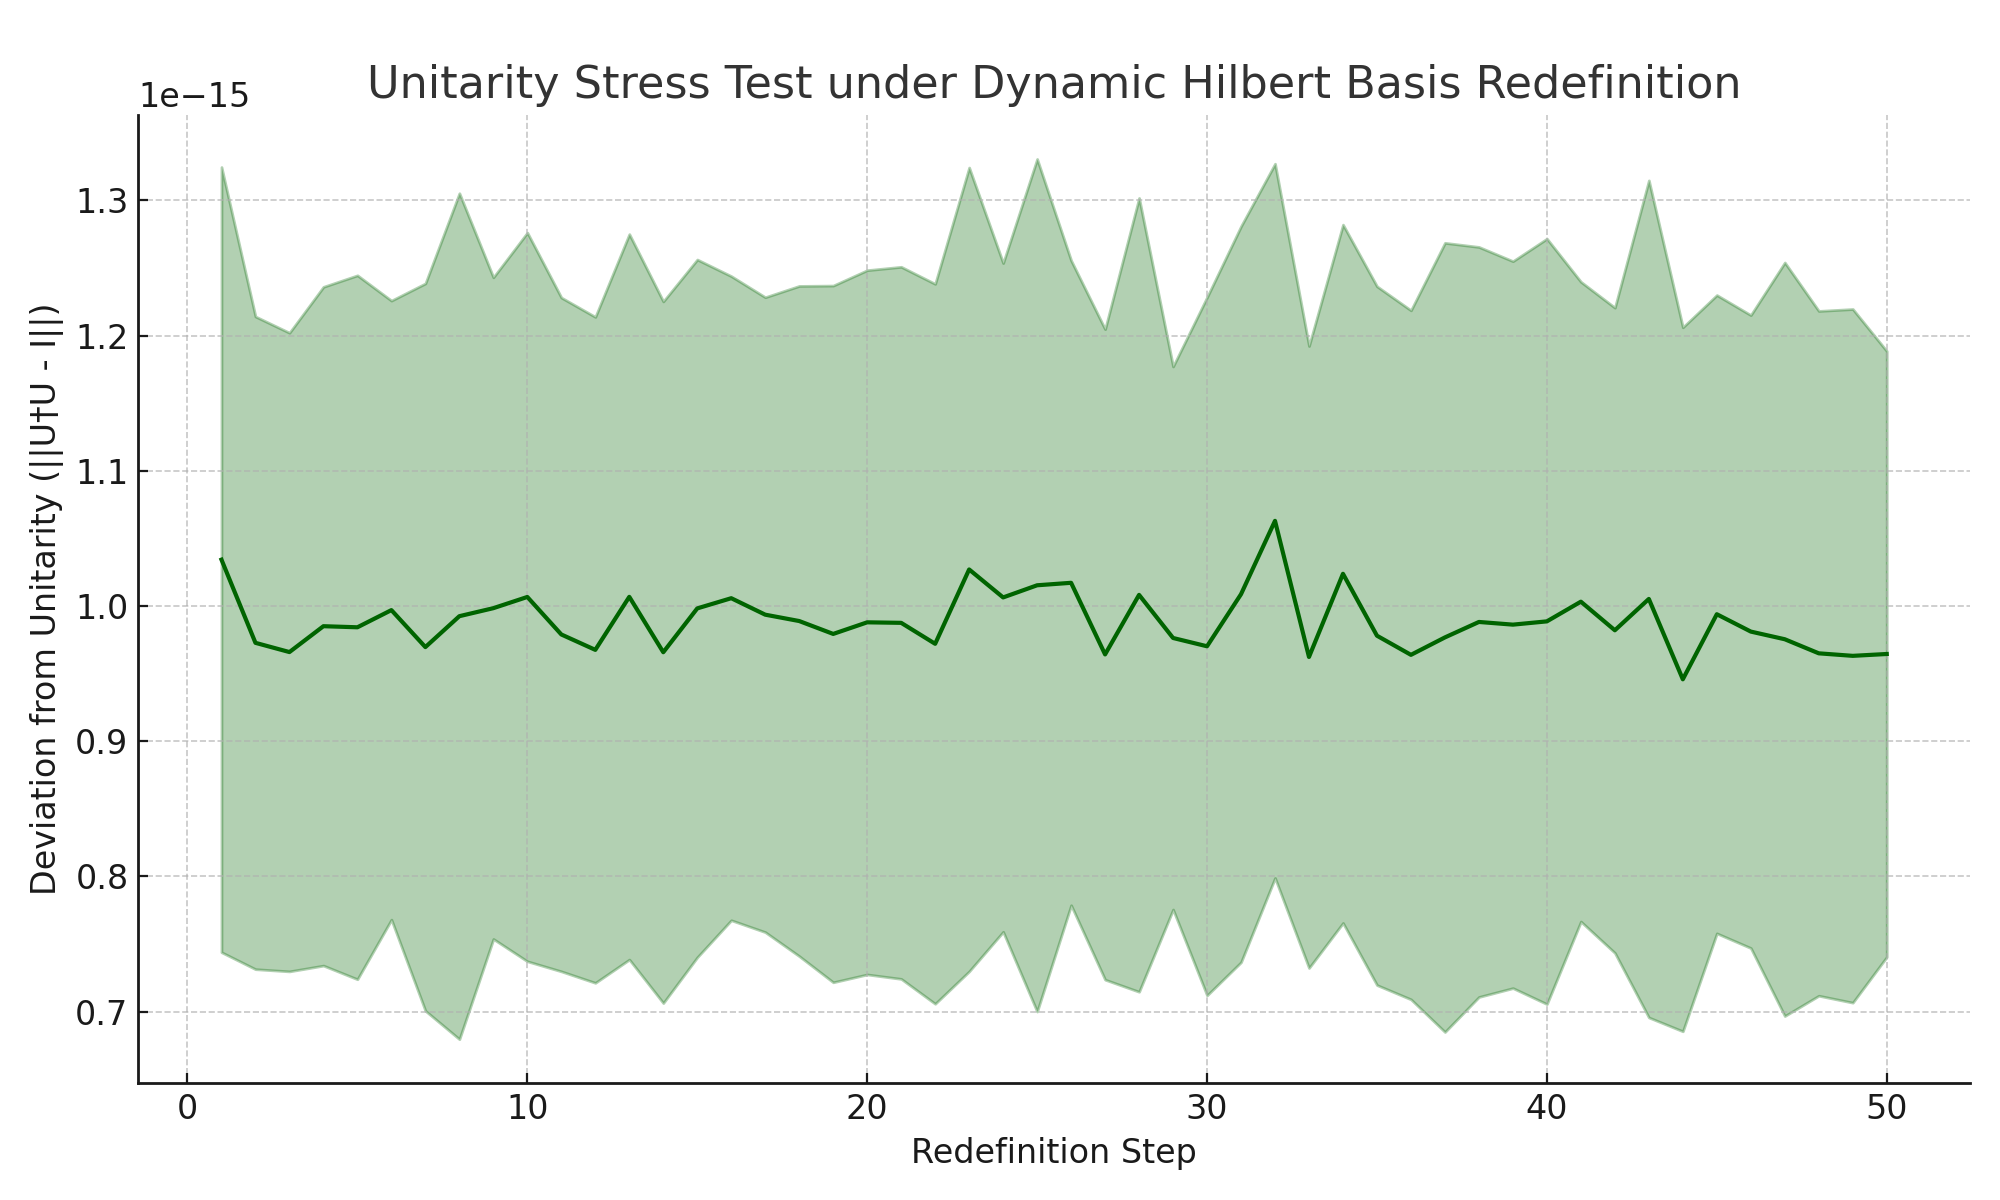 Unitarity Stress Test under Dynamic Hilbert Basis Redefinition
1e−15
1.3
1.2
1.1
1.0
0.9
0.8
0.7
Deviation from Unitarity (||U†U - I||)
0 10 20 30 40 50
Redefinition Step